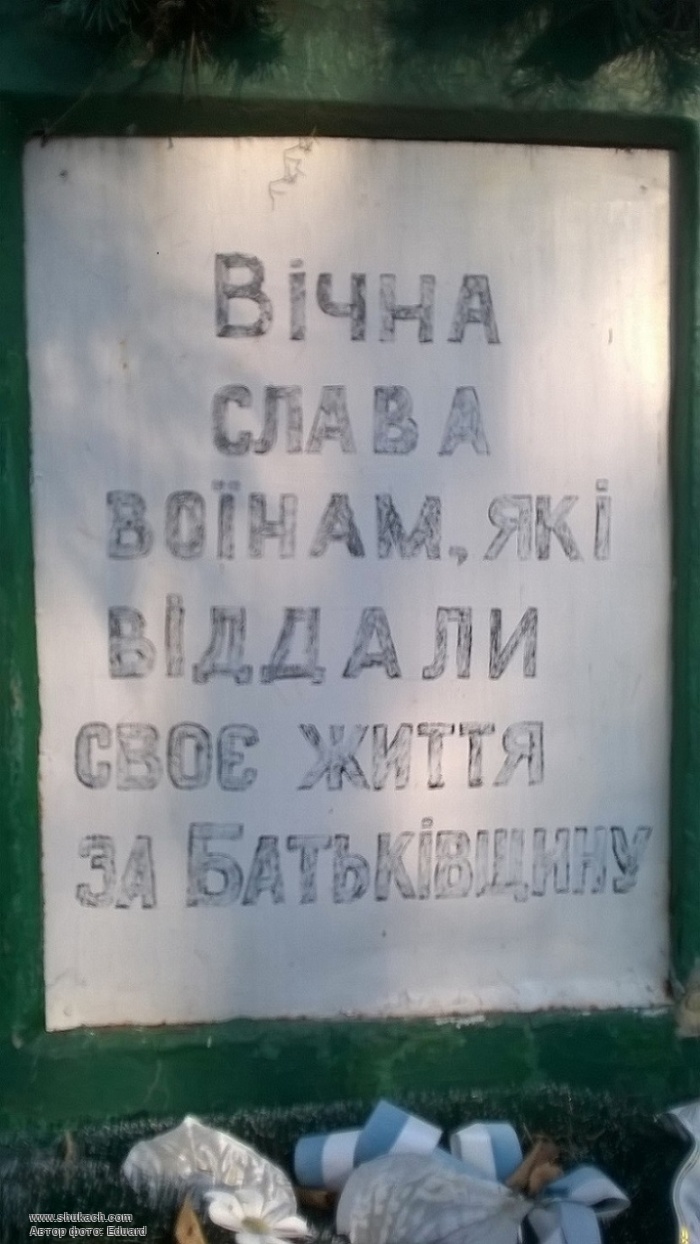 Вічна
слава
воїнам, які
віддали
своє життя
за Батьківщину
www.shukach.com
Автор фото: Eduard